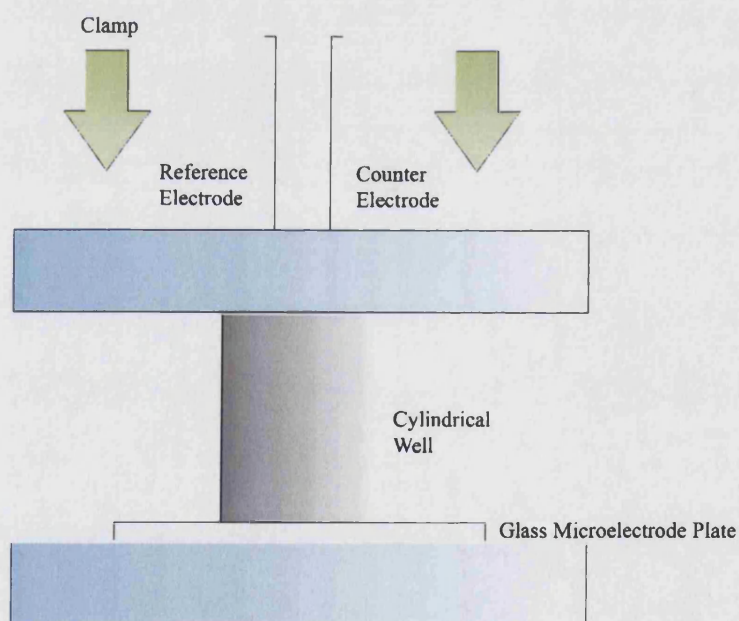 Clamp
Reference
Electrode
Counter
Electrode
Cylindrical
Well
Glass Microelectrode Plate